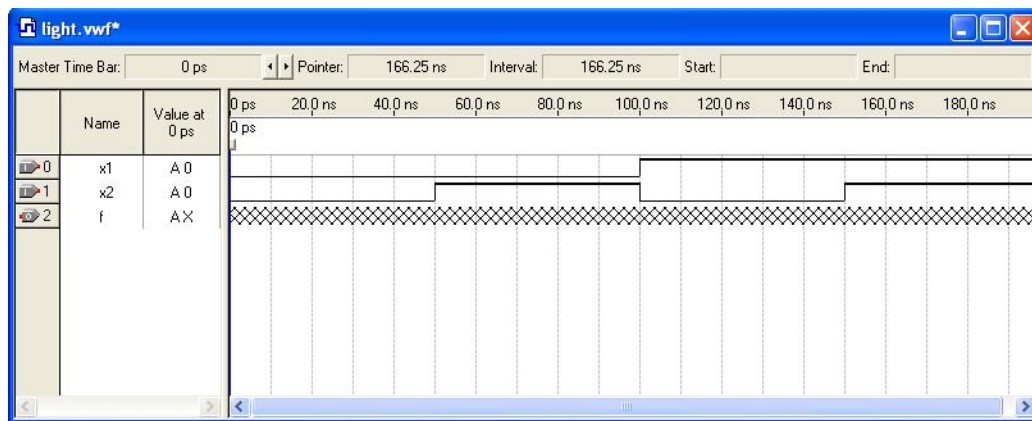 light.vwf*
Master Time Bar: 0 ps Pointer: 166.25 ns Interval: 166.25 ns Start: End:
Name Value at 0 ps 0 ps 20.0 ns 40.0 ns 60.0 ns 80.0 ns 100.0 ns 120.0 ns 140.0 ns 160.0 ns 180.0 ns
0 ps
0 x1 A 0
1 x2 A 0
2 f A X